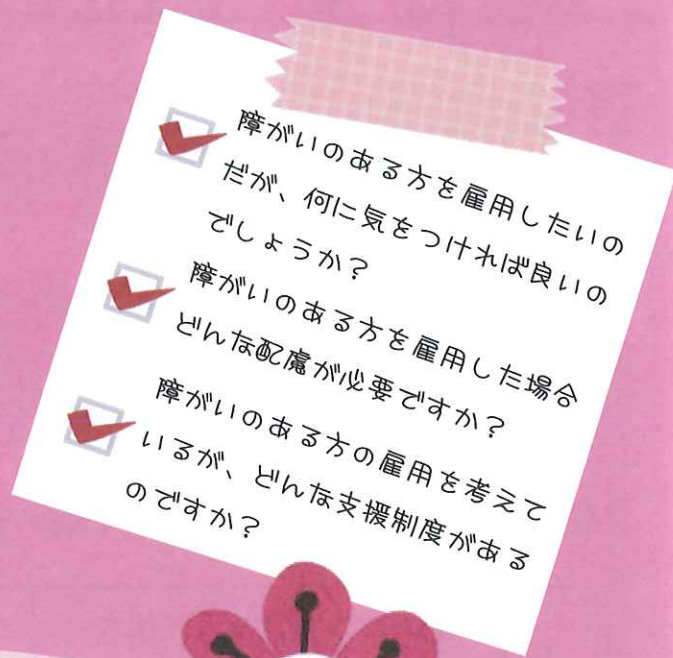 障がいのある方を雇用したいの
だが、何に気をつければ良いの
でしょうか？
障がいのある方を雇用した場合
どんな配慮が必要ですか？
障がいのある方の雇用を考えて
いるが、どんな支援制度がある
のですか？